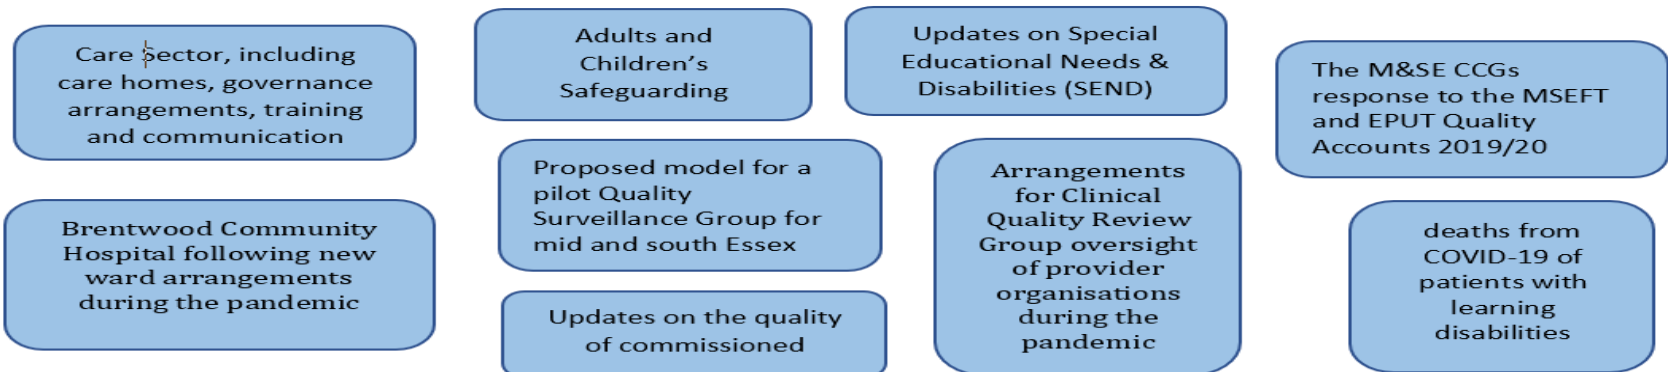 Care Sector, including
care homes, governance
arrangements, training
and communication
Adults and
Children’s
Safeguarding
Updates on Special
Educational Needs &
Disabilities (SEND)
The M&SE CCGs
response to the MSEFT
and EPUT Quality
Accounts 2019/20
Brentwood Community
Hospital following new
ward arrangements
during the pandemic
Proposed model for a
pilot Quality
Surveillance Group for
mid and south Essex
Arrangements
for Clinical
Quality Review
Group oversight
of provider
organisations
during the
pandemic
deaths from
COVID-19 of
patients with
learning
disabilities
Updates on the quality
of commissioned